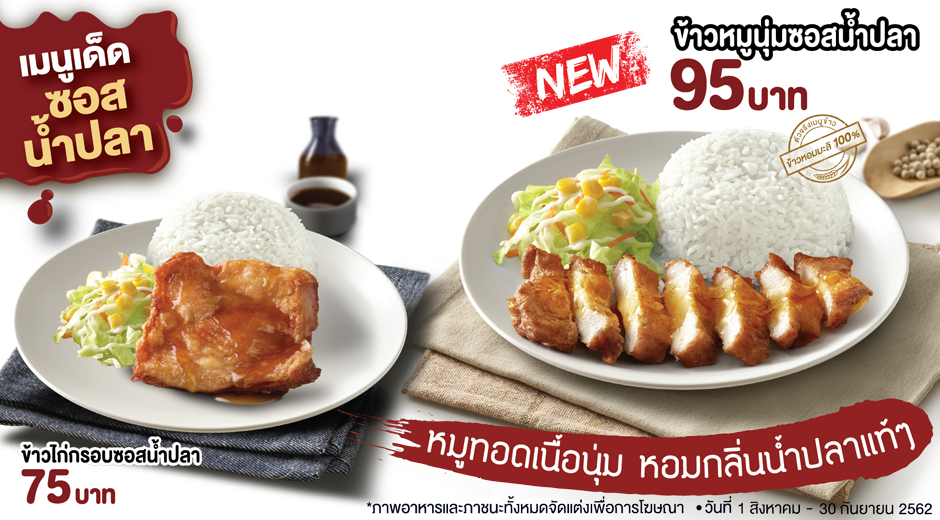 เมนูเด็ด
ซอส
น้ำปลา
NEW
ข้าวหมูนุ่มซอสน้ำปลา
95บาท
ข้าวหอมมะลิ 100%
ข้าวไก่กรอบซอสน้ำปลา
75บาท
หมูทอดเนื้อนุ่ม หอมกลิ่นน้ำปลาแท้ๆ
*ภาพอาหารและภาชนะทั้งหมดจัดแต่งเพื่อการโฆษณา • วันที่ 1 สิงหาคม - 30 กันยายน 2562